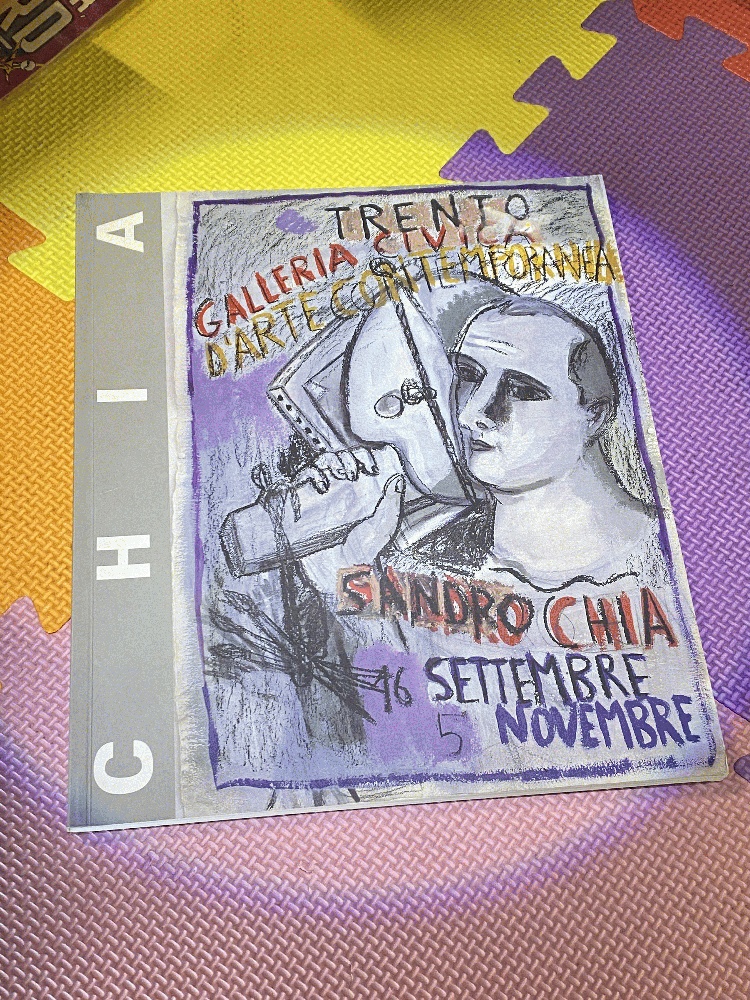 CHIA
TRENTO
GALLERIA CIVICA
D'ARTE CONTEMPORANEA
SANDRO CHIA
16 SETTEMBRE
5 NOVEMBRE